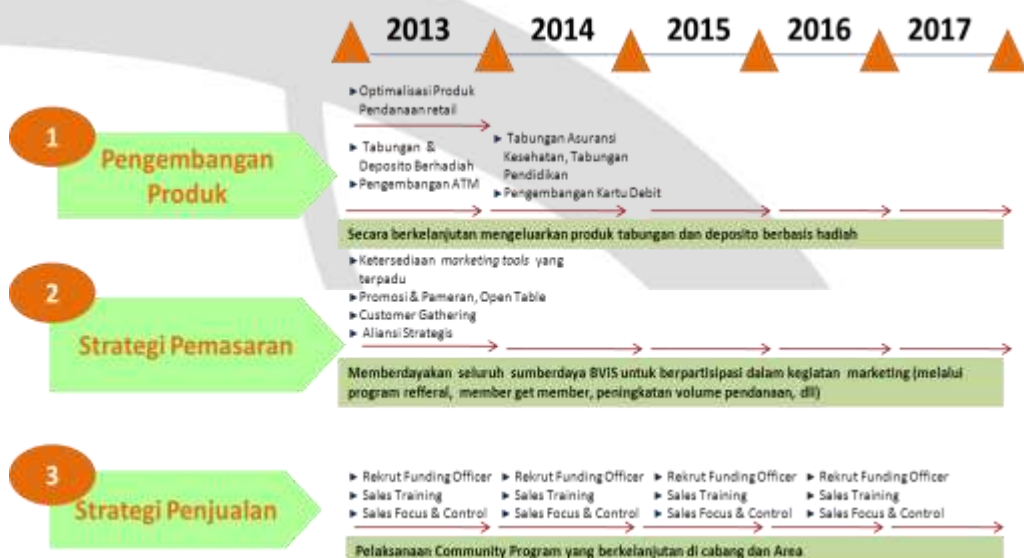 2013 2014 2015 2016 2017
►Optimalisasi Produk
Pendanaan retail
1
Pengembangan
Produk
► Tabungan &
Deposito Berhadiah
►Pengembangan ATM
► Tabungan Asuransi
Kesehatan, Tabungan
Pendidikan
►Pengembangan Kartu Debit
Secara berkelanjutan mengeluarkan produk tabungan dan deposito berbasis hadiah
2
Strategi Pemasaran
►Ketersediaan marketing tools yang
terpadu
►Promosi & Pameran, Open Table
►Customer Gathering
► Aliansi Strategis
Memberdayakan seluruh sumberdaya BVIS untuk berpartisipasi dalam kegiatan marketing (melalui
program refferal, member get member, peningkatan volume pendanaan, dll)
3
Strategi Penjualan
► Rekrut Funding Officer ► Rekrut Funding Officer ► Rekrut Funding Officer ► Rekrut Funding Officer
► Sales Training ► Sales Training ► Sales Training ► Sales Training
► Sales Focus & Control ► Sales Focus & Control ► Sales Focus & Control ► Sales Focus & Control
Pelaksanaan Community Program yang berkelanjutan di cabang dan Area